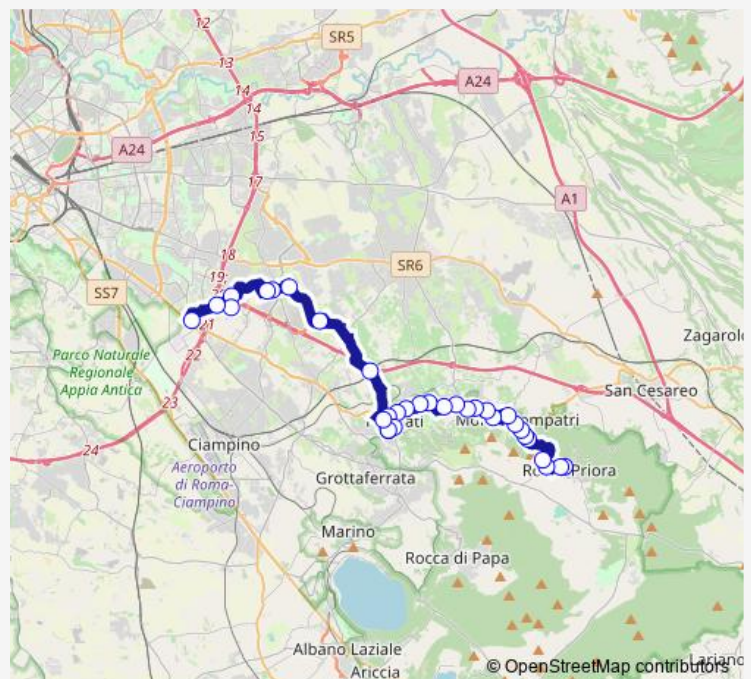 12
SR5
13
14
A24
14
A24
15
17
A1
18
SR6
19
SS7
21
22
Zagarolo
Parco Naturale
Regionale
Appia Antica
San Cesareo
23
24
Ciampino
Aeroporto
di Roma-
Ciampino
Grottaferrata
Marino
Rocca di Papa
Albano Laziale
Ariccia
© OpenStreetMap contributors